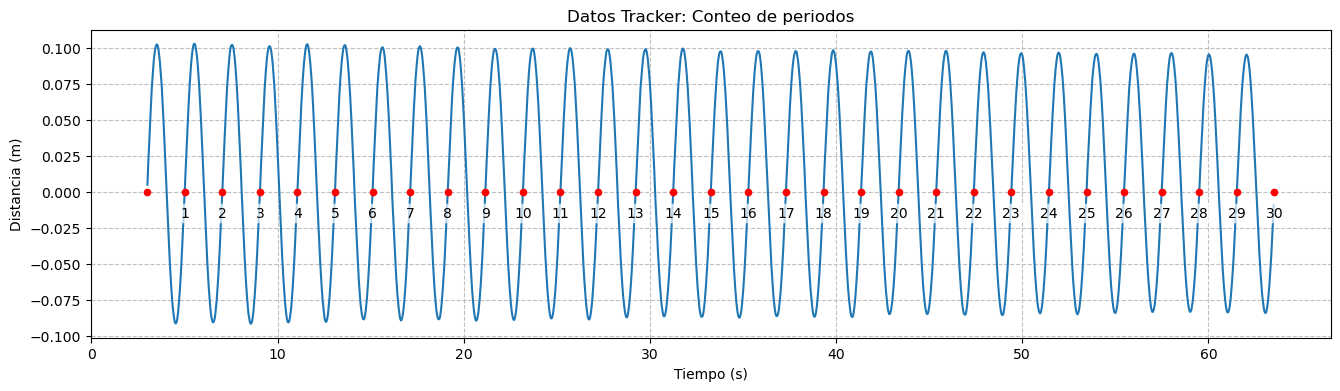 Datos Tracker: Conteo de periodos
Distancia (m)
0.100
0.075
0.050
0.025
0.000
−0.025
−0.050
−0.075
−0.100
1 2 3 4 5 6 7 8 9 10 11 12 13 14 15 16 17 18 19 20 21 22 23 24 25 26 27 28 29 30
0 10 20 30 40 50 60
Tiempo (s)